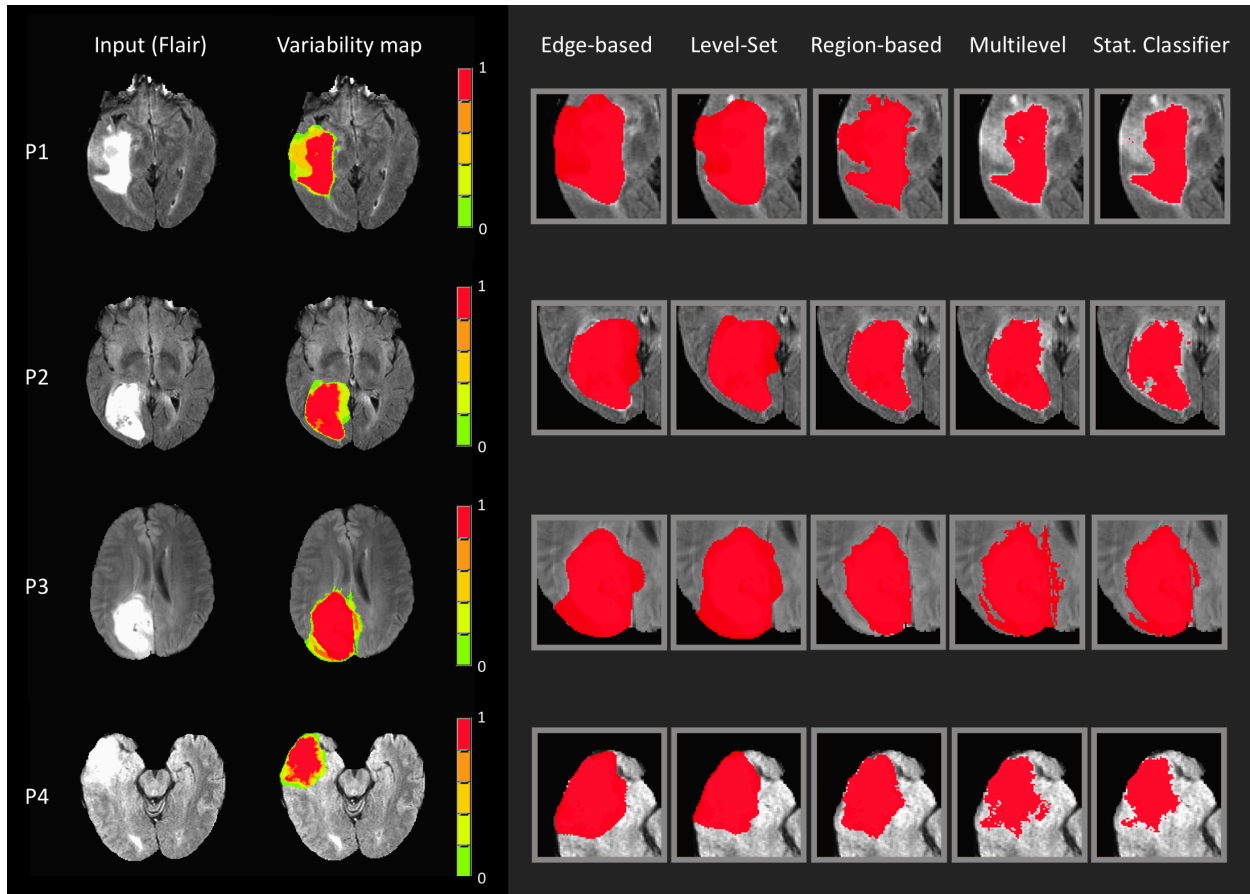 Input (Flair) Variability map Edge-based Level-Set Region-based Multilevel Stat. Classifier
1
P1
0
1
P2
0
1
P3
0
1
P4
0